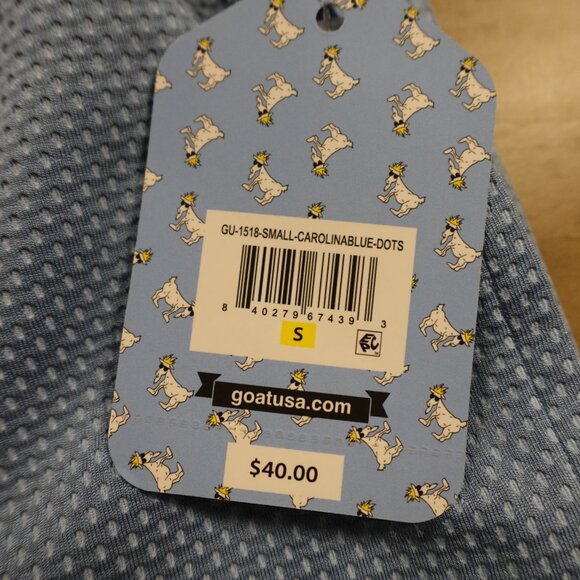 GU-1518-SMALL-CAROLINABLUE-DOTS
8 40279 67439 3
S
goatusa.com
$40.00